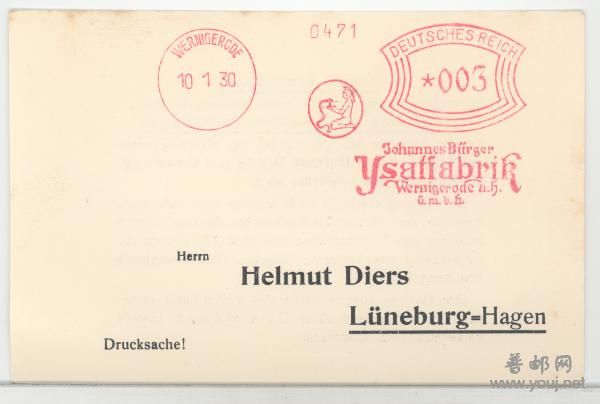 0471
WERNIGERODE
10 1 30
DEUTSCHES REICH
*003
Johannes Bürger
Ysatfabrik
Wernigerode a.H.
G.m.b.H.
Herrn
Helmut Diers
Lüneburg=Hagen
Drucksache!
普邮网
www.youj.net